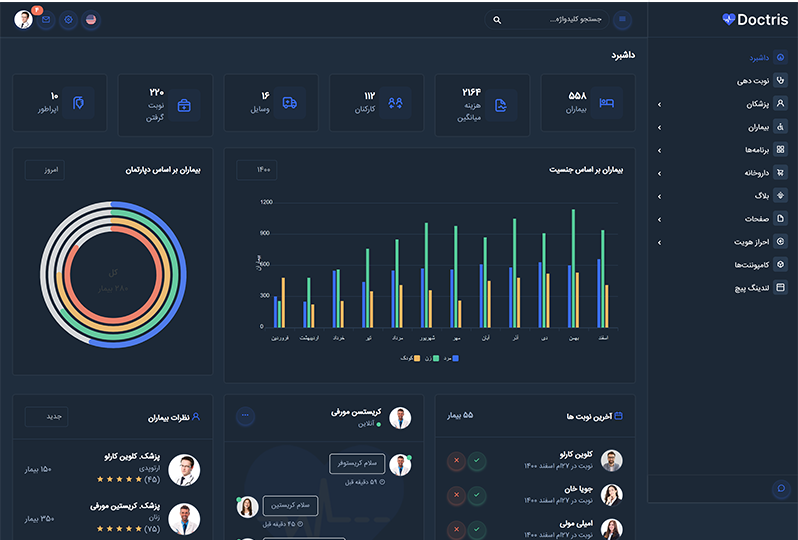 Doctris
جستجو کلیدواژه...
۴
داشبرد
نوبت دهی
پزشکان
بیماران
برنامه‌ها
داروخانه
بلاگ
صفحات
احراز هویت
کامپوننت‌ها
لندینگ پیج
داشبرد
۵۵۸
بیماران
۲۱۶۴
هزینه
میانگین
۱۱۲
کارکنان
۱۶
وسایل
۲۲۰
نوبت
گرفتن
۱۰
اپراطور
بیماران بر اساس جنسیت
۱۴۰۰
1200
900
600
300
0
بیماران
فروردین اردیبهشت خرداد تیر مرداد شهریور مهر آبان آذر دی بهمن اسفند
مرد زن کودک
بیماران بر اساس دپارتمان
امروز
کل
۴۸۰ بیمار
آخرین نوبت ها
۵۵ بیمار
کلوین کارلو
نوبت در ۲۷ام اسفند ۱۴۰۰
جویا خان
نوبت در ۲۷ام اسفند ۱۴۰۰
امیلی مولی
نوبت در ۲۷ام اسفند ۱۴۰۰
کریستسن مورفی
آنلاین
سلام کریستوفر
۵۹ دقیقه قبل
سلام کریستین
۴۵ دقیقه قبل
نظرات بیماران
جدید
پزشک. کلوین کارلو
ارتوپدی
(۴۵)
۱۵۰ بیمار
پزشک. کریستین مورفی
زنان
(۷۵)
۳۵۰ بیمار